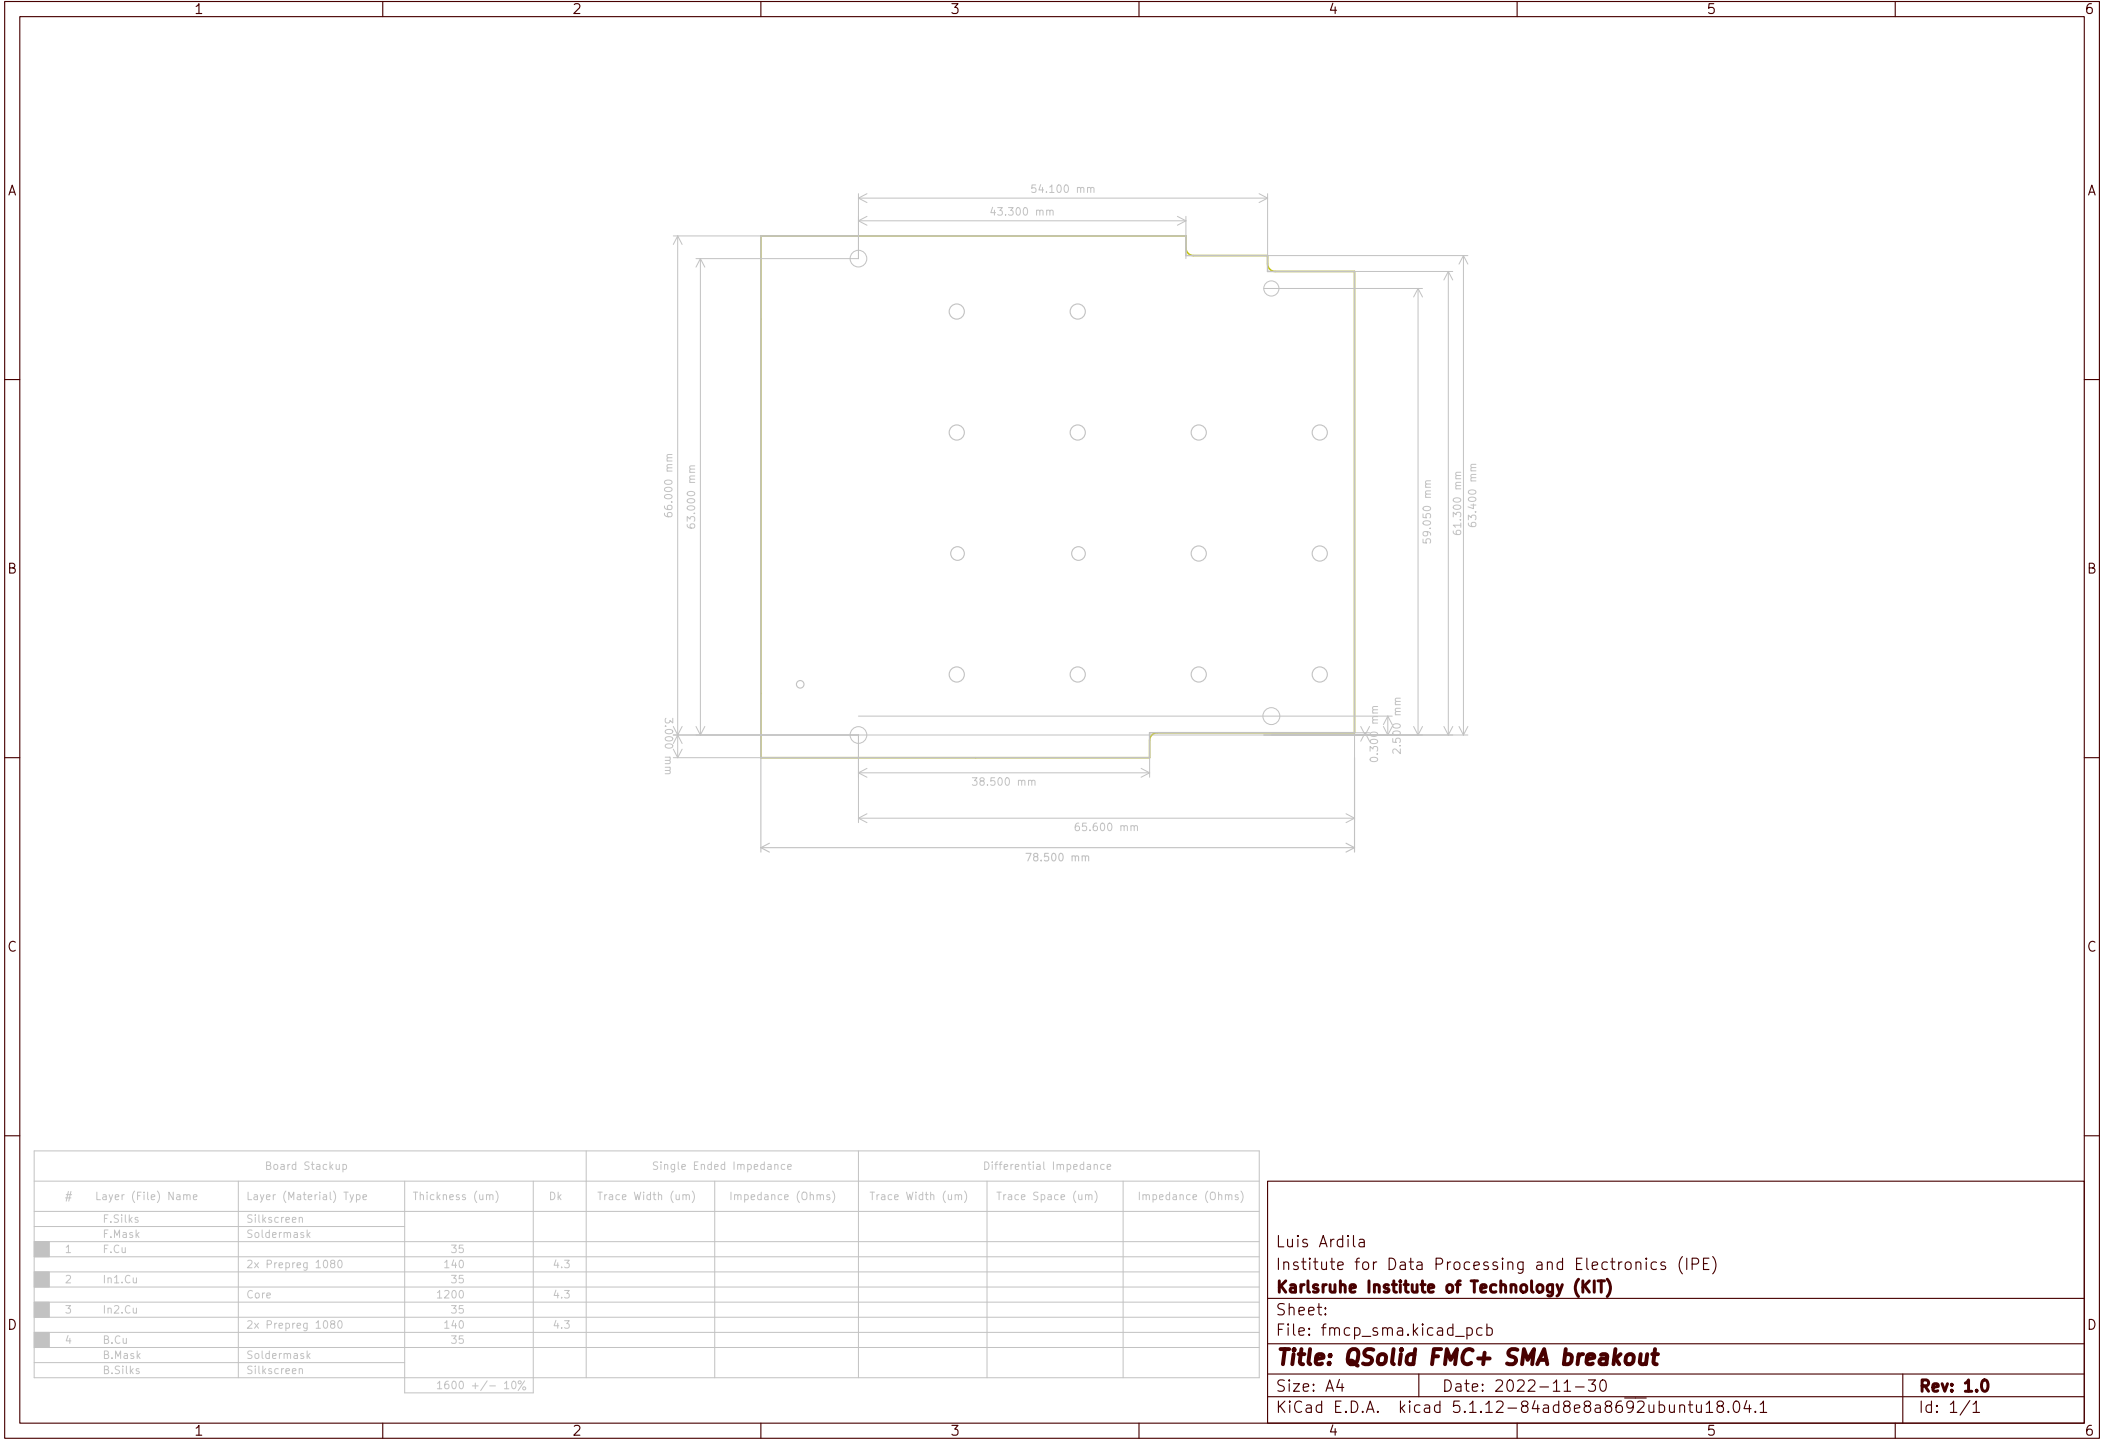 1 2 3 4 5 6
A A
54.100 mm
43.300 mm
66.000 mm
63.000 mm
59.050 mm
61.300 mm
63.400 mm
B B
3.000 mm
0.300 mm
2.500 mm
38.500 mm
65.600 mm
78.500 mm
C C
Board Stackup Single Ended Impedance Differential Impedance
# Layer (File) Name Layer (Material) Type Thickness (um) Dk Trace Width (um) Impedance (Ohms) Trace Width (um) Trace Space (um) Impedance (Ohms)
F.Silks Silkscreen
F.Mask Soldermask
1 F.Cu 35
2x Prepreg 1080 140 4.3
2 In1.Cu 35
Core 1200 4.3
3 In2.Cu 35
2x Prepreg 1080 140 4.3
4 B.Cu 35
B.Mask Soldermask
B.Silks Silkscreen
1600 +/- 10%
D D
Luis Ardila
Institute for Data Processing and Electronics (IPE)
Karlsruhe Institute of Technology (KIT)
Sheet:
File: fmcp_sma.kicad_pcb
Title: QSolid FMC+ SMA breakout
Size: A4 Date: 2022-11-30 Rev: 1.0
KiCad E.D.A. kicad 5.1.12-84ad8e8a8692ubuntu18.04.1 Id: 1/1
1 2 3 4 5 6